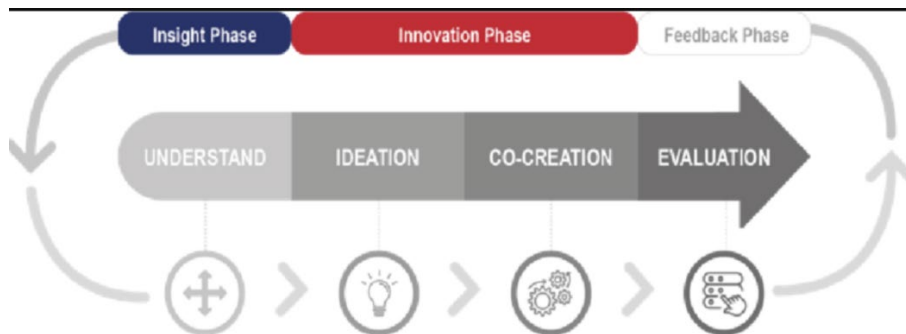 Insight Phase
Innovation Phase
Feedback Phase
UNDERSTAND
IDEATION
CO-CREATION
EVALUATION